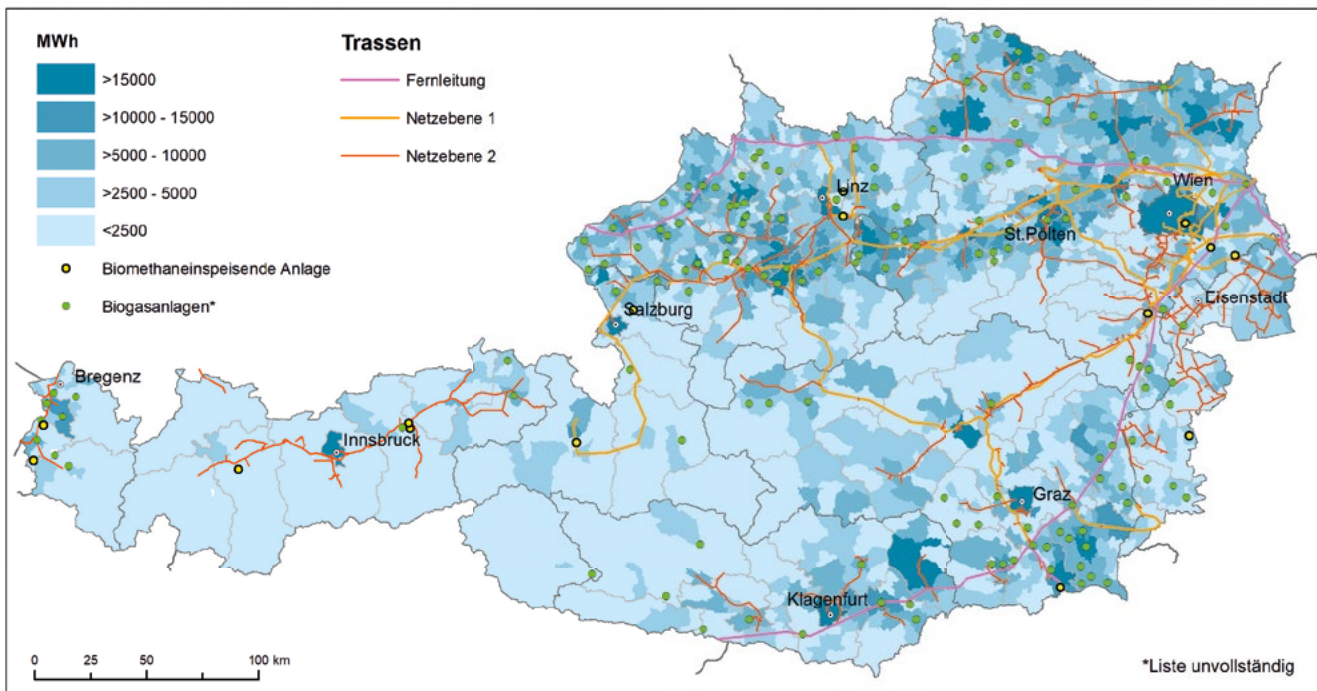 MWh
>15000
>10000 - 15000
>5000 - 10000
>2500 - 5000
<2500
Biomethaneinspeisende Anlage
Biogasanlagen*
Trassen
Fernleitung
Netzebene 1
Netzebene 2
Linz
Wien
St.Pölten
Eisenstadt
Salzburg
Bregenz
Innsbruck
Graz
Klagenfurt
0 25 50 100 km
*Liste unvollständig